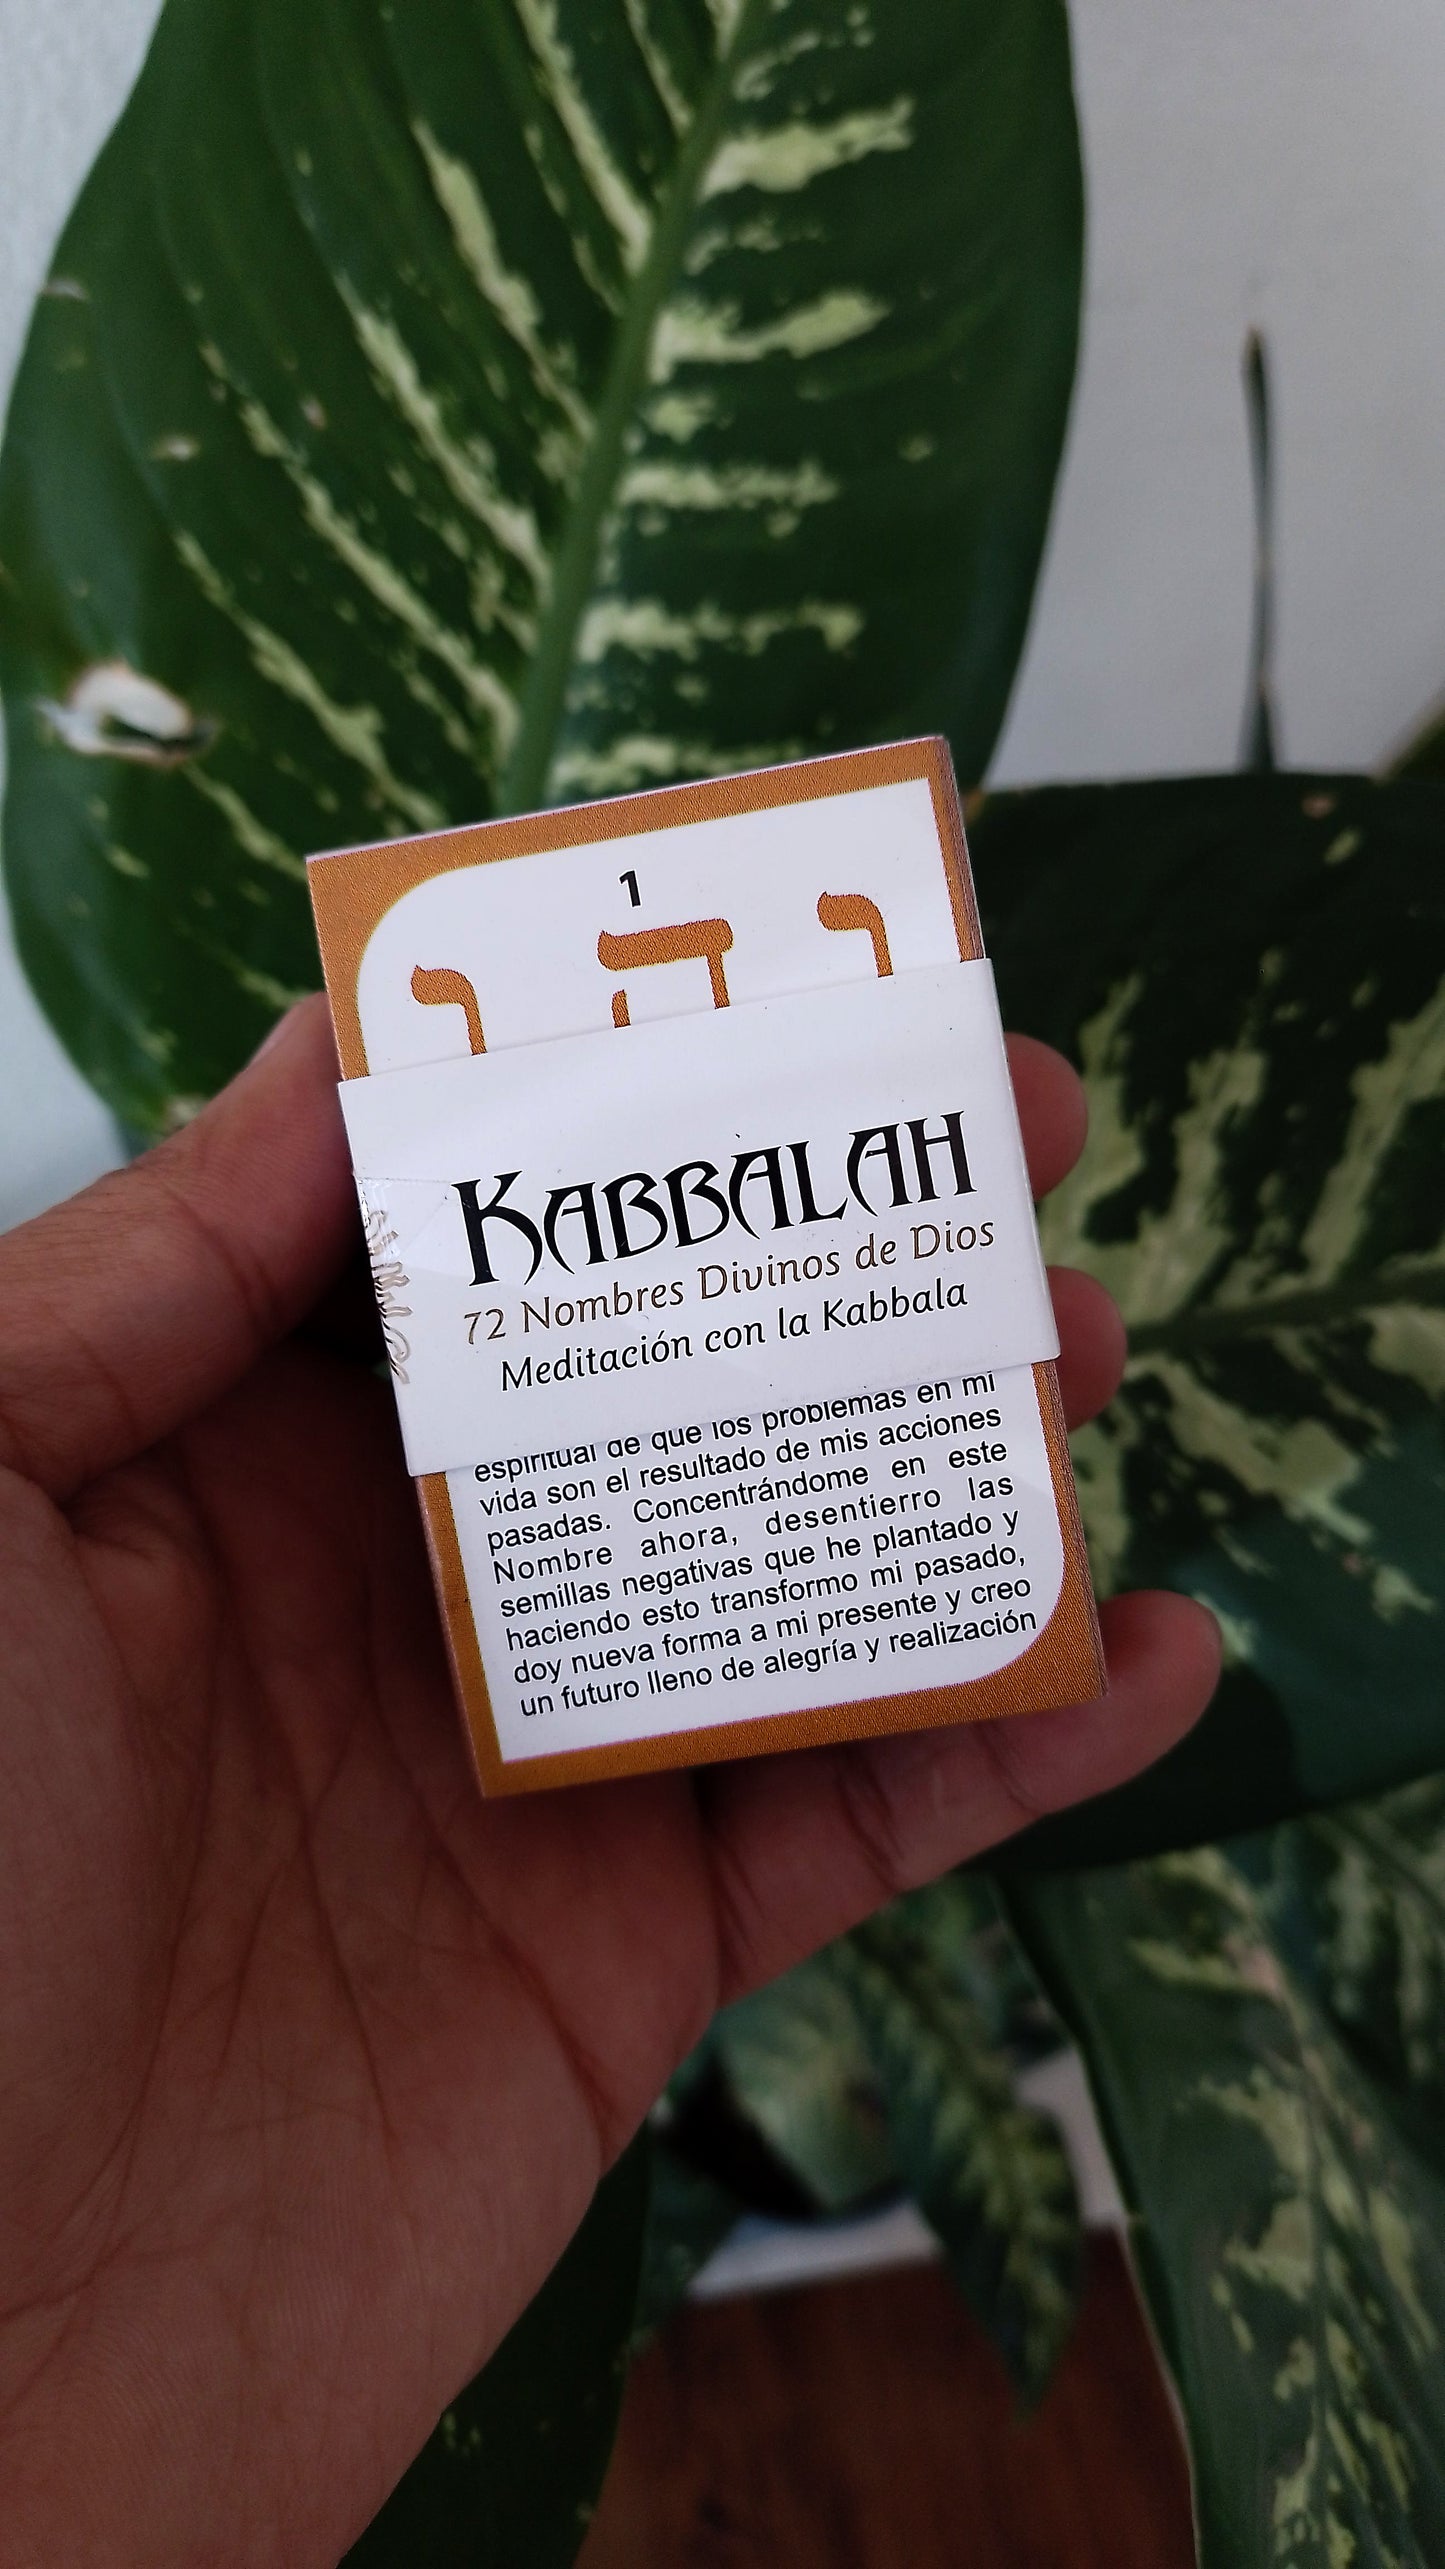 1
והו
KABBALAH
72 Nombres Divinos de Dios
Meditación con la Kabbala
espiritual de que los problemas en mi
vida son el resultado de mis acciones
pasadas. Concentrándome en este
Nombre ahora, desentierro las
semillas negativas que he plantado y
haciendo esto transformo mi pasado,
doy nueva forma a mi presente y creo
un futuro lleno de alegría y realización